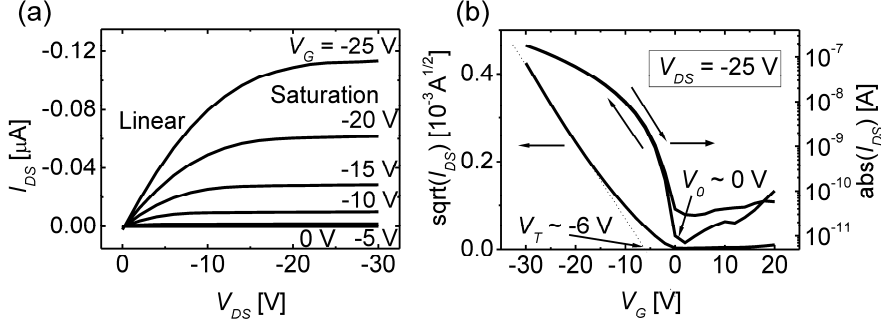 (a)
-0.12
-0.08
-0.04
0.00
I_DS [µA]
V_G = -25 V
Saturation
Linear
-20 V
-15 V
-10 V
0 V -5 V
0 -10 -20 -30
V_DS [V]
(b)
0.4
0.2
0.0
sqrt(I_DS) [10^-3 A^1/2]
V_DS = -25 V
V_0 ~ 0 V
V_T ~ -6 V
10^-7
10^-8
10^-9
10^-10
10^-11
abs(I_DS) [A]
-30 -20 -10 0 10 20
V_G [V]